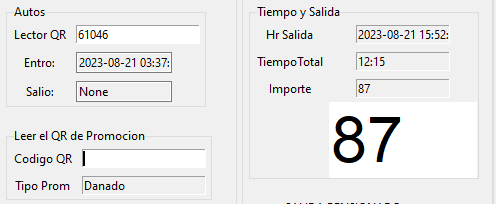 Autos
Lector QR 61046
Entro: 2023-08-21 03:37:
Salio: None
Leer el QR de Promocion
Codigo QR
Tipo Prom Danado
Tiempo y Salida
Hr Salida 2023-08-21 15:52:
TiempoTotal 12:15
Importe 87
87